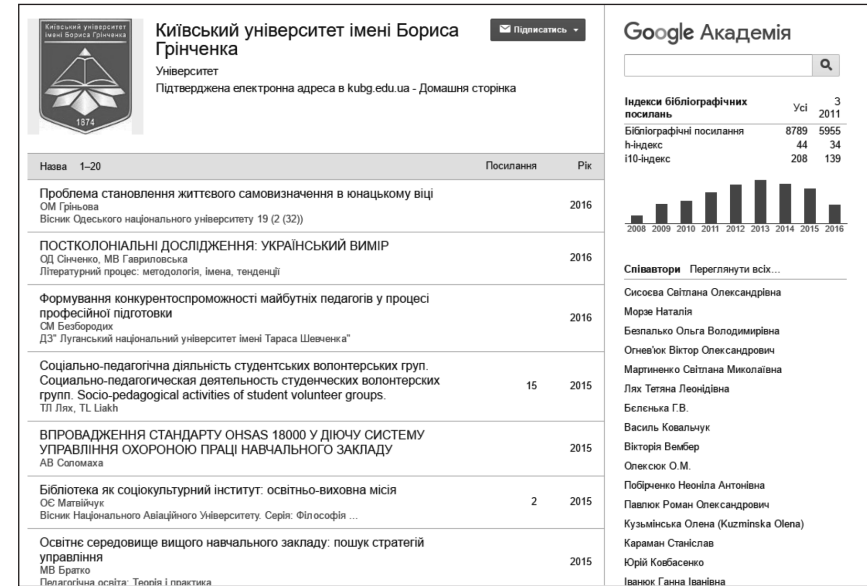 Київський університет
імені Бориса Грінченка
1874
Київський університет імені Бориса
Грінченка
Університет
Підтверджена електронна адреса в kubg.edu.ua - Домашня сторінка
Підписатись
Назва 1–20 Посилання Рік
Проблема становлення життєвого самовизначення в юнацькому віці
ОМ Гріньова
Вісник Одеського національного університету 19 (2 (32))
2016
ПОСТКОЛОНІАЛЬНІ ДОСЛІДЖЕННЯ: УКРАЇНСЬКИЙ ВИМІР
ОД Сінченко, МВ Гавриловська
Літературний процес: методологія, імена, тенденції
2016
Формування конкурентоспроможності майбутніх педагогів у процесі
професійної підготовки
СМ Безбородих
ДЗ" Луганський національний університет імені Тараса Шевченка"
2016
Соціально-педагогічна діяльність студентських волонтерських груп.
Социально-педагогическая деятельность студенческих волонтерских
групп. Socio-pedagogical activities of student volunteer groups.
ТЛ Лях, TL Liakh
15 2015
ВПРОВАДЖЕННЯ СТАНДАРТУ OHSAS 18000 У ДІЮЧУ СИСТЕМУ
УПРАВЛІННЯ ОХОРОНОЮ ПРАЦІ НАВЧАЛЬНОГО ЗАКЛАДУ
АВ Соломаха
2015
Бібліотека як соціокультурний інститут: освітньо-виховна місія
ОЄ Матвійчук
Вісник Національного Авіаційного Університету. Серія: Філософія ...
2 2015
Освітнє середовище вищого навчального закладу: пошук стратегій
управління
МВ Братко
Педагогічна освіта: Теорія і практика
2015
Google Академія
Індекси бібліографічних
посилань
Усі З
2011
Бібліографічні посилання 8789 5955
h-індекс 44 34
i10-індекс 208 139
2008 2009 2010 2011 2012 2013 2014 2015 2016
Співавтори Переглянути всіх...
Сисоєва Світлана Олександрівна
Морзе Наталія
Безпалько Ольга Володимирівна
Огнев'юк Віктор Олександрович
Мартиненко Світлана Миколаївна
Лях Тетяна Леонідівна
Бєлєнька Г.В.
Василь Ковальчук
Вікторія Вембер
Олексюк О.М.
Побірченко Неоніла Антонівна
Павлюк Роман Олександрович
Кузьмінська Олена (Kuzminska Olena)
Караман Станіслав
Юрій Ковбасенко
Іванюк Ганна Іванівна